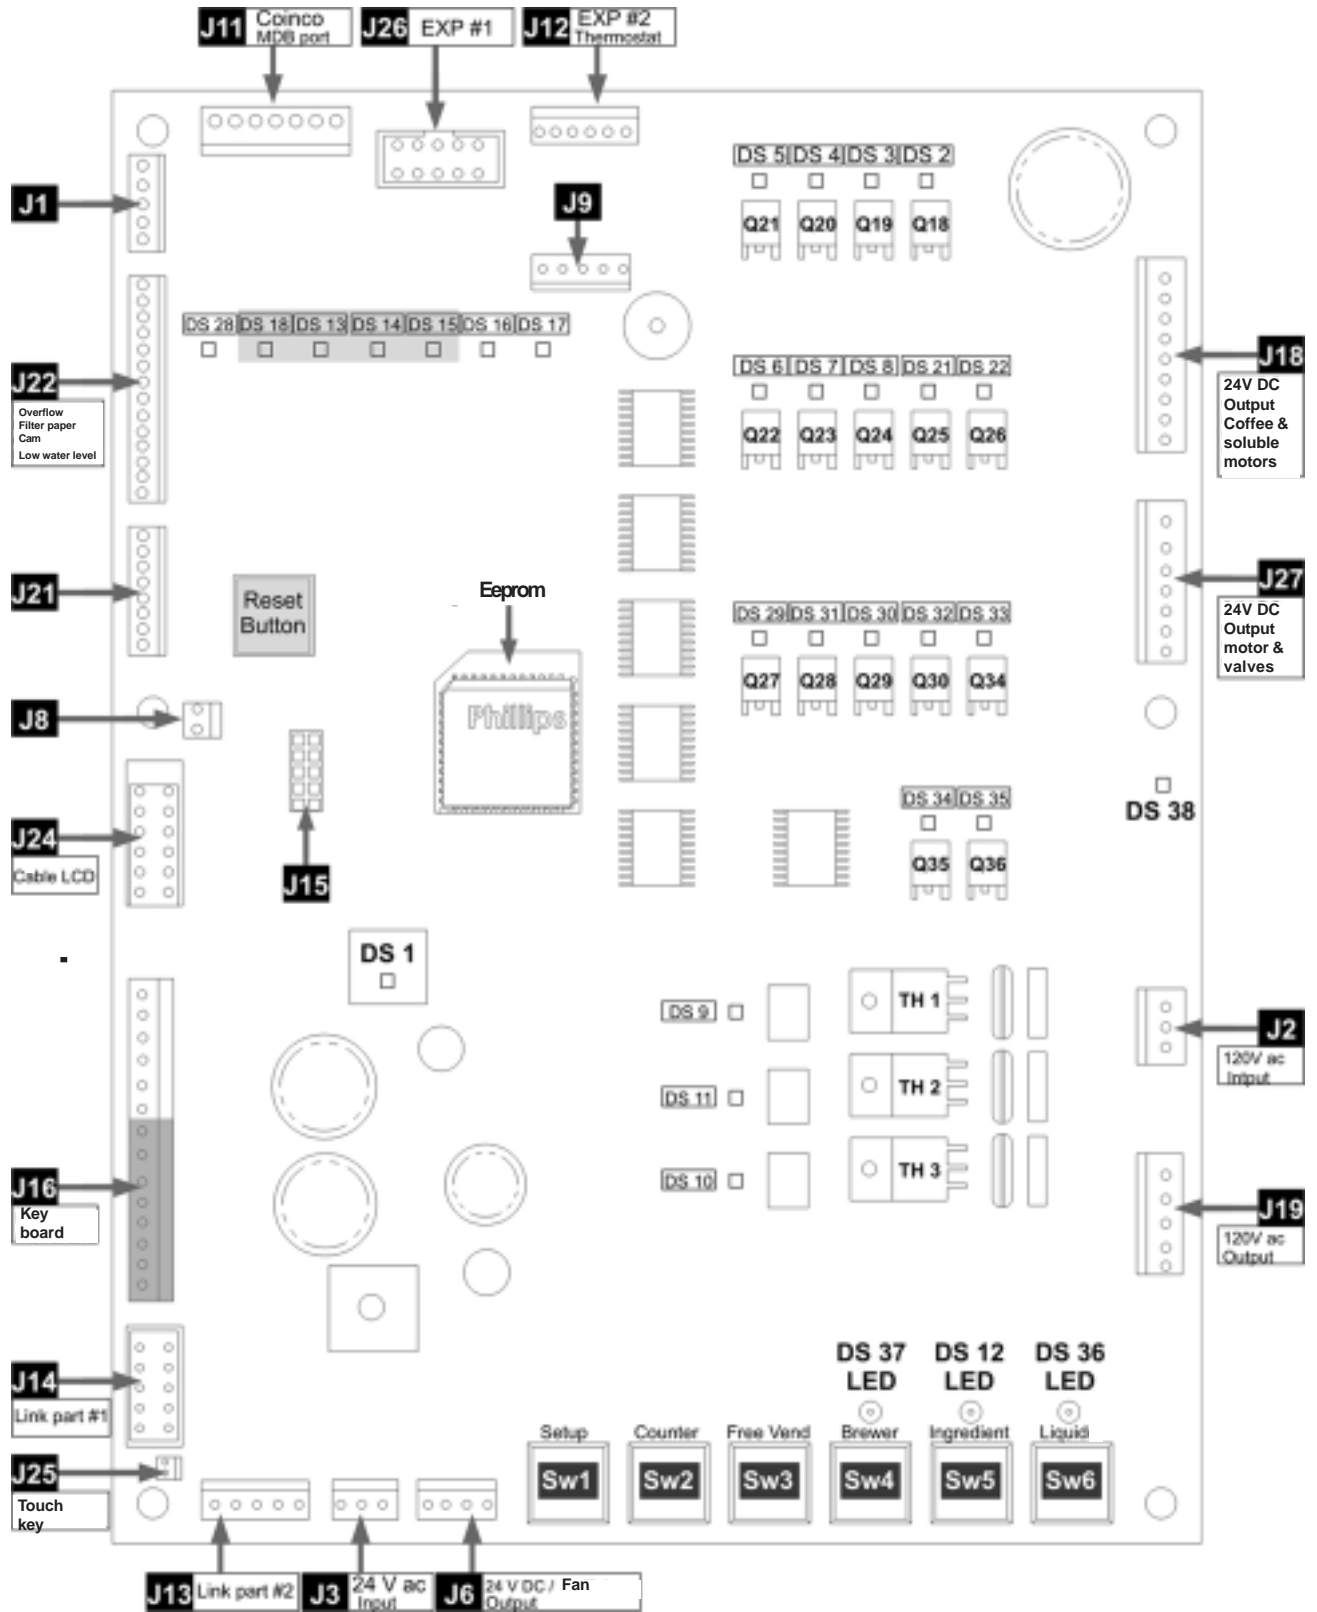 J11 Coinco
MDB port
J26 EXP #1
J12 EXP #2
Thermostat
J1
J9
DS 5 DS 4 DS 3 DS 2
Q21 Q20 Q19 Q18
DS 28 DS 18 DS 13 DS 14 DS 15 DS 16 DS 17
J22
Overflow
Filter paper
Cam
Low water level
DS 6 DS 7 DS 8 DS 21 DS 22
Q22 Q23 Q24 Q25 Q26
J18
24V DC
Output
Coffee &
soluble
motors
J21
Reset
Button
Eeprom
Phillips
DS 29 DS 31 DS 30 DS 32 DS 33
Q27 Q28 Q29 Q30 Q34
J27
24V DC
Output
motor &
valves
J8
J24
Cable LCD
J15
DS 34 DS 35
Q35 Q36
DS 38
DS 1
DS 9
TH 1
J2
120V ac
Intput
DS 11
TH 2
DS 10
TH 3
J16
Key
board
J19
120V ac
Output
J14
Link part #1
DS 37
LED
DS 12
LED
DS 36
LED
Setup Counter Free Vend Brewer Ingredient Liquid
Sw1 Sw2 Sw3 Sw4 Sw5 Sw6
J25
Touch
key
J13 Link part #2
J3 24 V ac
Input
J6 24 V DC / Fan
Output